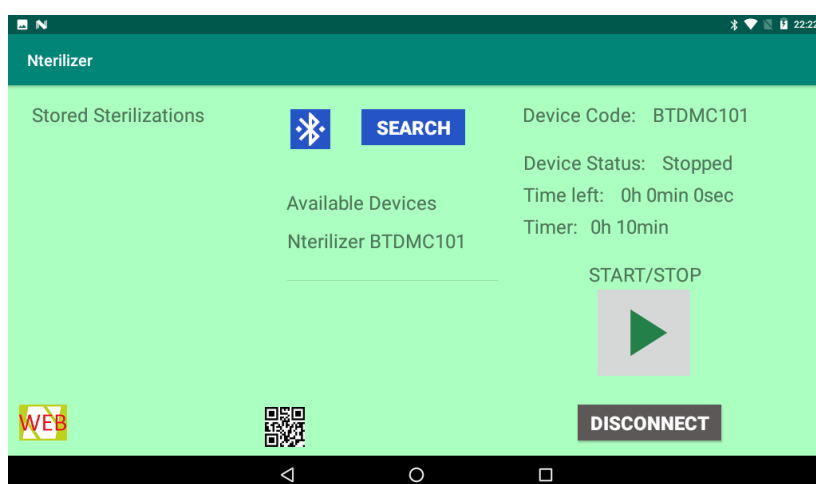 22:22
Nterilizer
Stored Sterilizations
SEARCH
Available Devices
Nterilizer BTDMC101
Device Code: BTDMC101
Device Status: Stopped
Time left: 0h 0min 0sec
Timer: 0h 10min
START/STOP
WEB
DISCONNECT